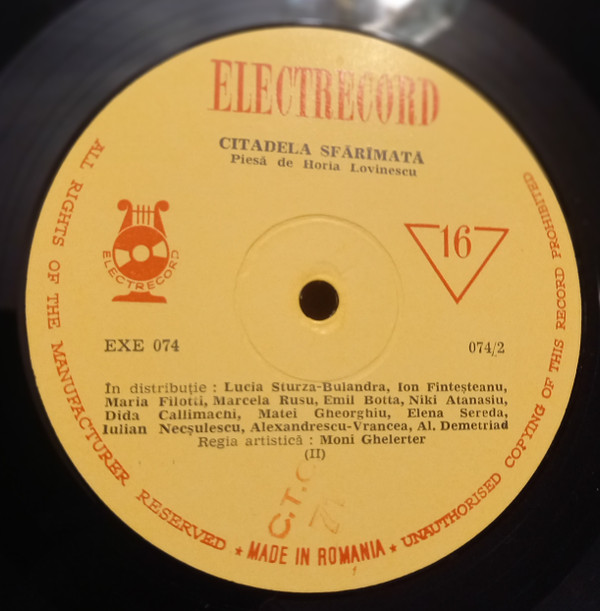 ELECTRECORD
CITADELA SFĂRÎMATĂ
Piesă de Horia Lovinescu
ELECTRECORD
16
EXE 074
074/2
În distribuție : Lucia Sturza-Bulandra, Ion Finteșteanu,
Maria Filotti, Marcela Rusu, Emil Botta, Niki Atanasiu,
Dida Callimachi, Matei Gheorghiu, Elena Sereda,
Iulian Necșulescu, Alexandrescu-Vrancea, Al. Demetriad
Regia artistică : Moni Ghelerter
(II)
C.T.C
ALL RIGHTS OF THE MANUFACTURER RESERVED ★ MADE IN ROMANIA ★ UNAUTHORISED COPYING OF THIS RECORD PROHIBITED